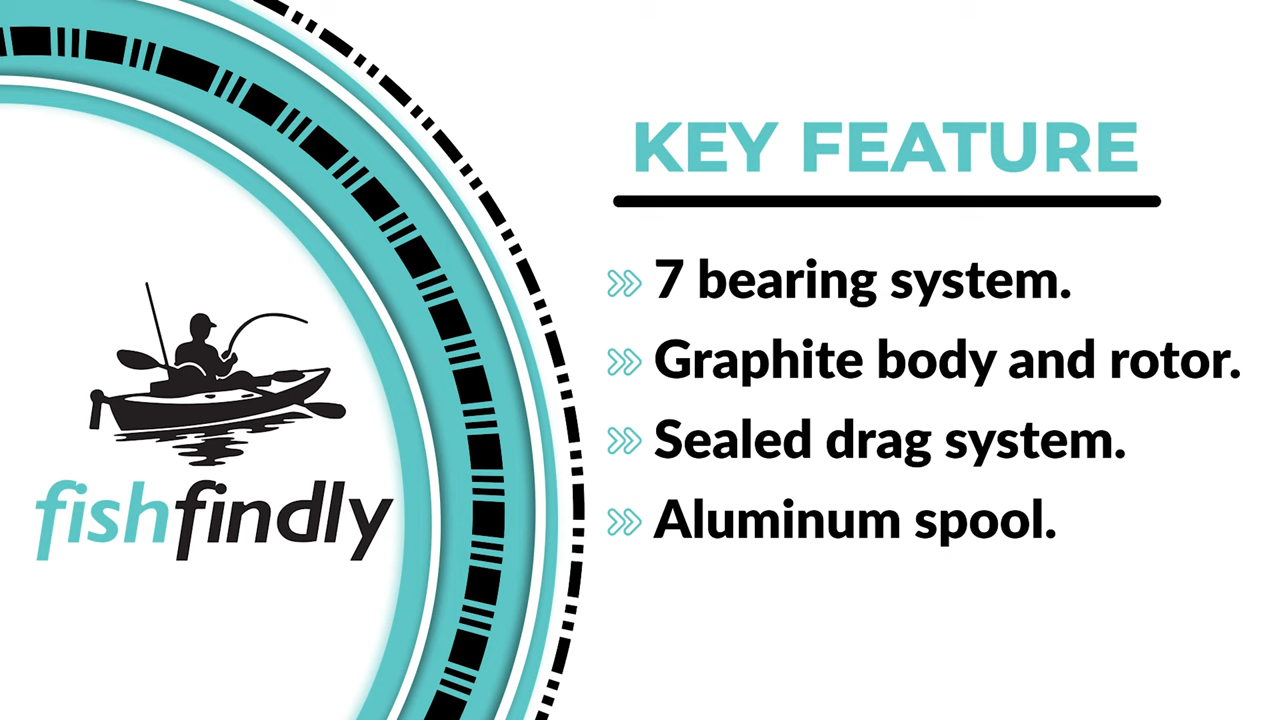 KEY FEATURE
7 bearing system.
Graphite body and rotor.
Sealed drag system.
Aluminum spool.
fishfindly